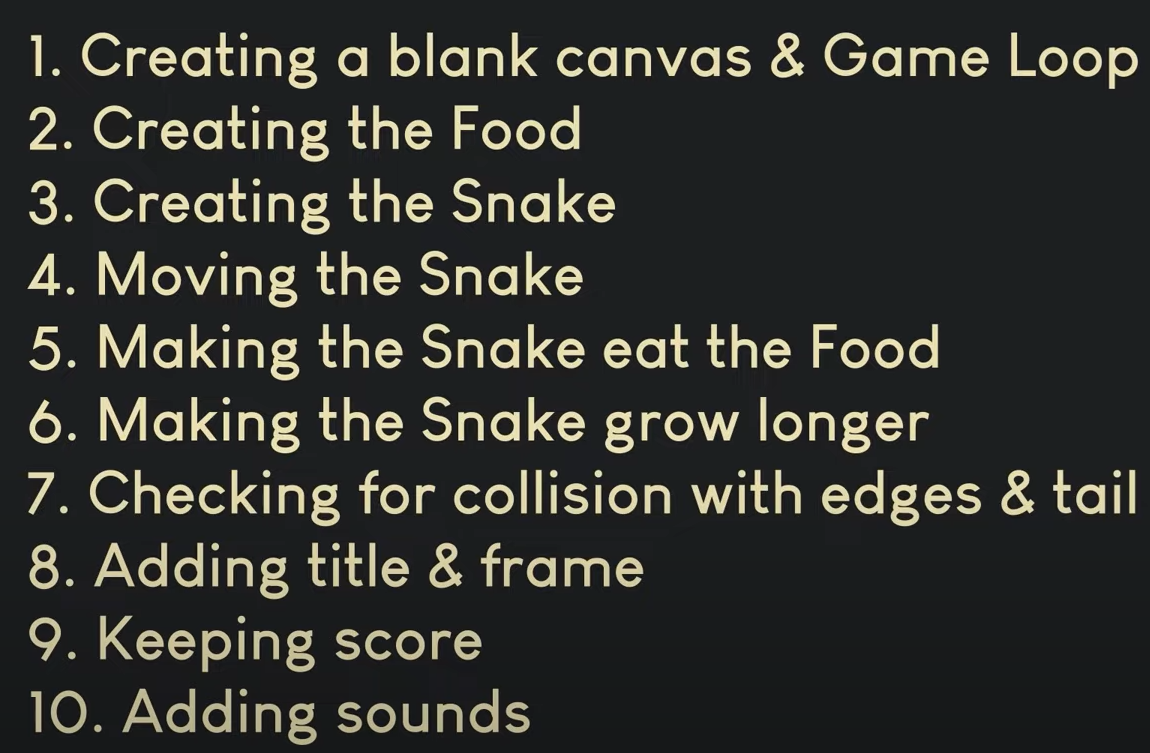 1. Creating a blank canvas & Game Loop
2. Creating the Food
3. Creating the Snake
4. Moving the Snake
5. Making the Snake eat the Food
6. Making the Snake grow longer
7. Checking for collision with edges & tail
8. Adding title & frame
9. Keeping score
10. Adding sounds